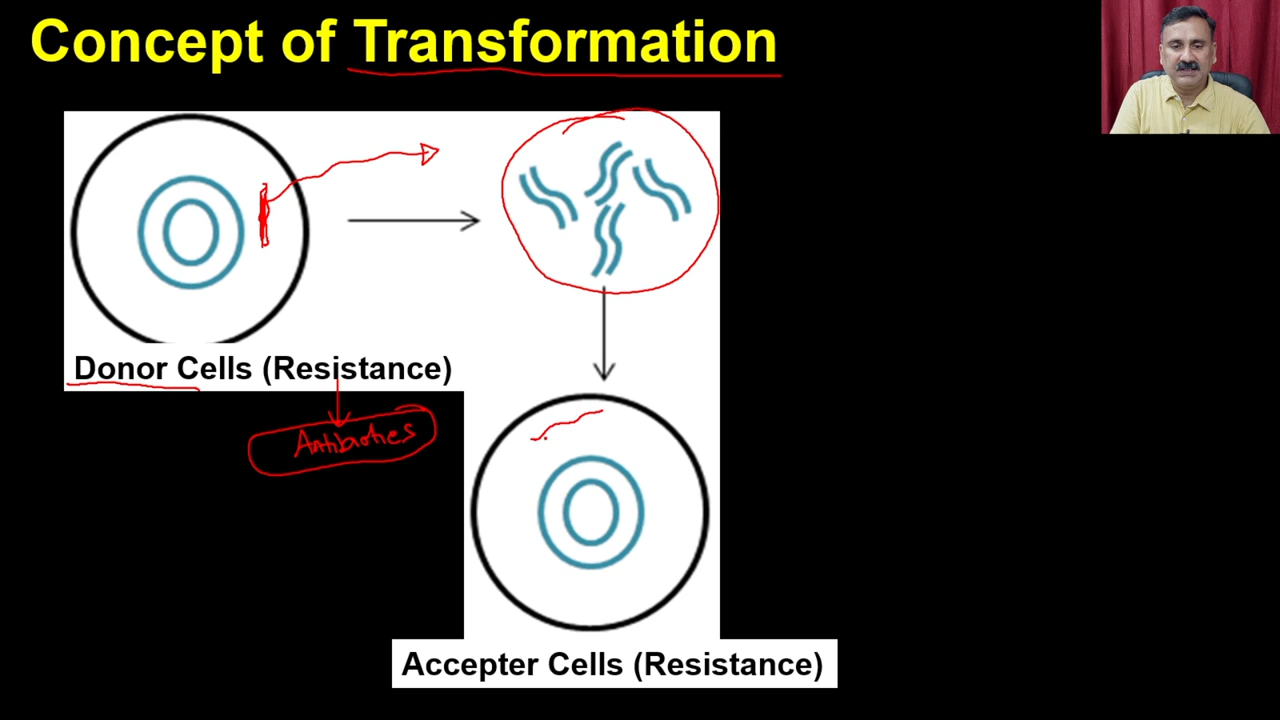 Concept of Transformation
Donor Cells (Resistance)
Antibiotics
Accepter Cells (Resistance)